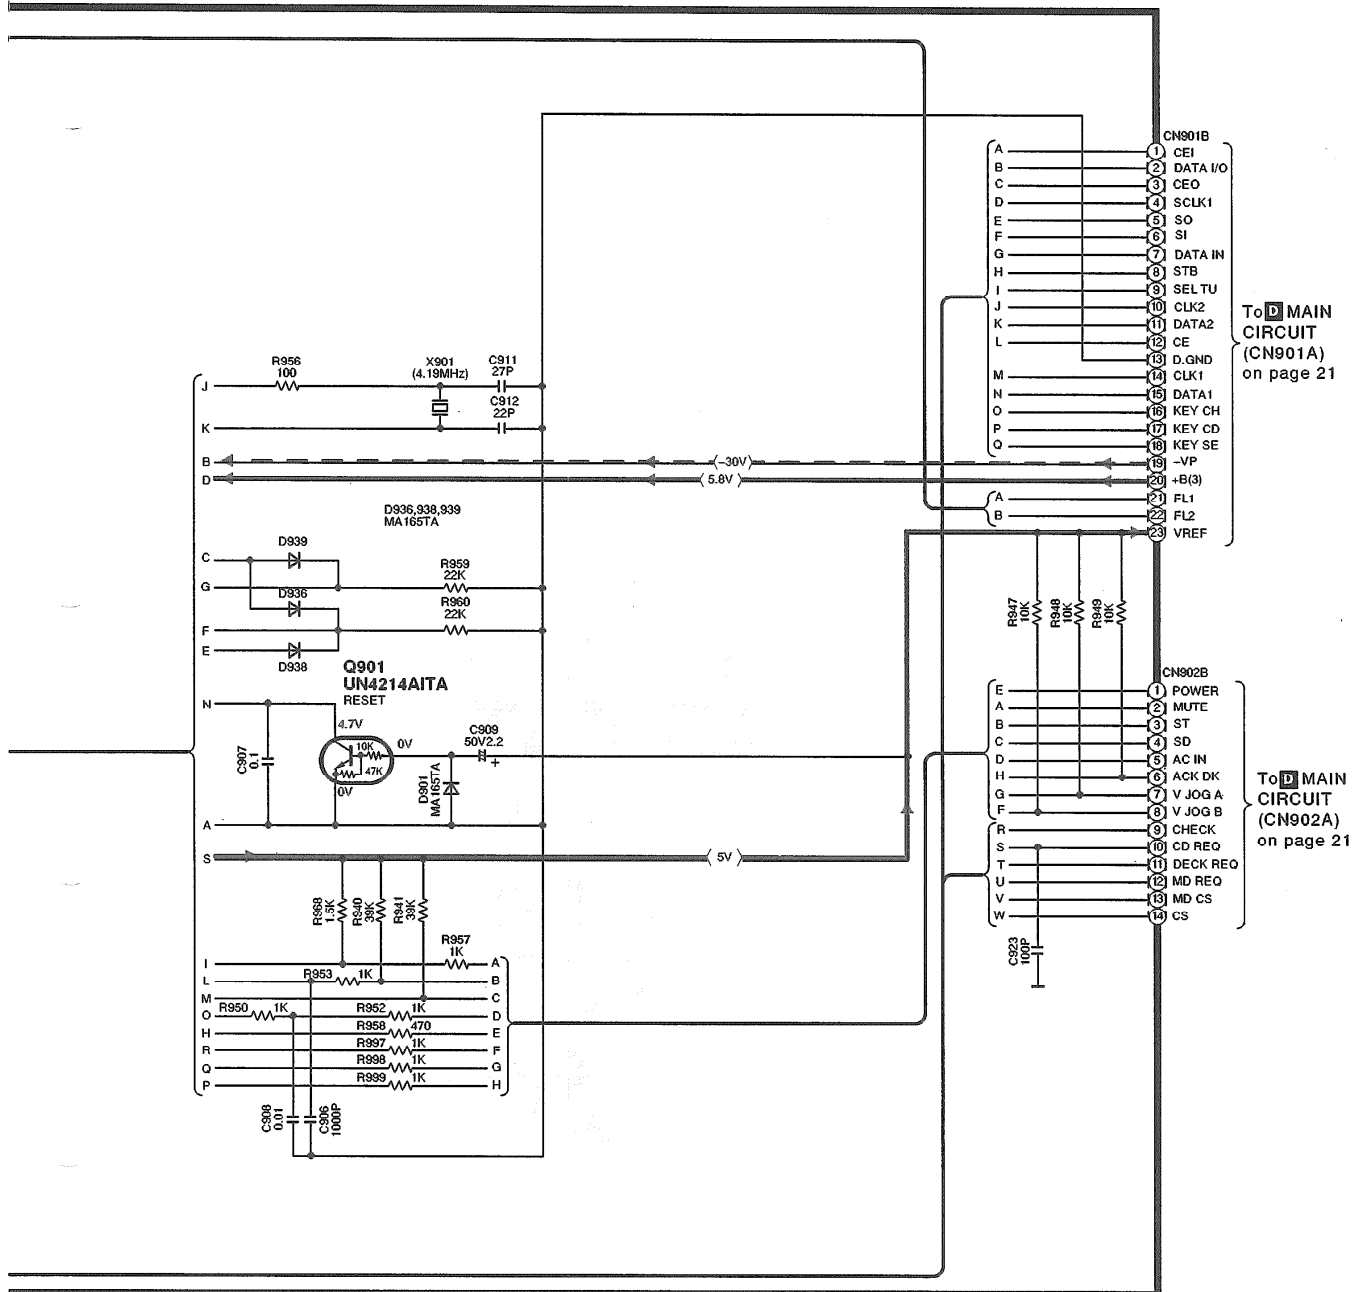 CN901B
A 1 CEI
B 2 DATA I/O
C 3 CEO
D 4 SCLK1
E 5 SO
F 6 SI
G 7 DATA IN
H 8 STB
I 9 SEL TU
J 10 CLK2
K 11 DATA2
L 12 CE
13 D.GND
M 14 CLK1
N 15 DATA1
O 16 KEY CH
P 17 KEY CD
Q 18 KEY SE
19 -VP
20 +B(3)
A 21 FL1
B 22 FL2
23 VREF
To D MAIN
CIRCUIT
(CN901A)
on page 21
R956
100
X901
(4.19MHz)
C911
27P
C912
22P
J
K
B
-30V
D
5.8V
D936,938,939
MA165TA
C
D939
G
R959
22K
D936
R960
22K
F
E
D938
Q901
UN4214AITA
RESET
N
4.7V
C907
0.1
10K
47K
0V
0V
C909
50V2.2
+
D901
MA165TA
A
S
5V
R947
10K
R948
10K
R949
10K
CN902B
E 1 POWER
A 2 MUTE
B 3 ST
C 4 SD
D 5 AC IN
H 6 ACK DK
G 7 V JOG A
F 8 V JOG B
R 9 CHECK
S 10 CD REQ
T 11 DECK REQ
U 12 MD REQ
V 13 MD CS
W 14 CS
To D MAIN
CIRCUIT
(CN902A)
on page 21
C923
100P
R968
1.5K
R940
39K
R941
39K
R957
1K
I A
L R953 1K B
M C
O R950 1K R952 1K D
H R958 470 E
R R997 1K F
Q R998 1K G
P R999 1K H
C908
0.01
C906
1000P